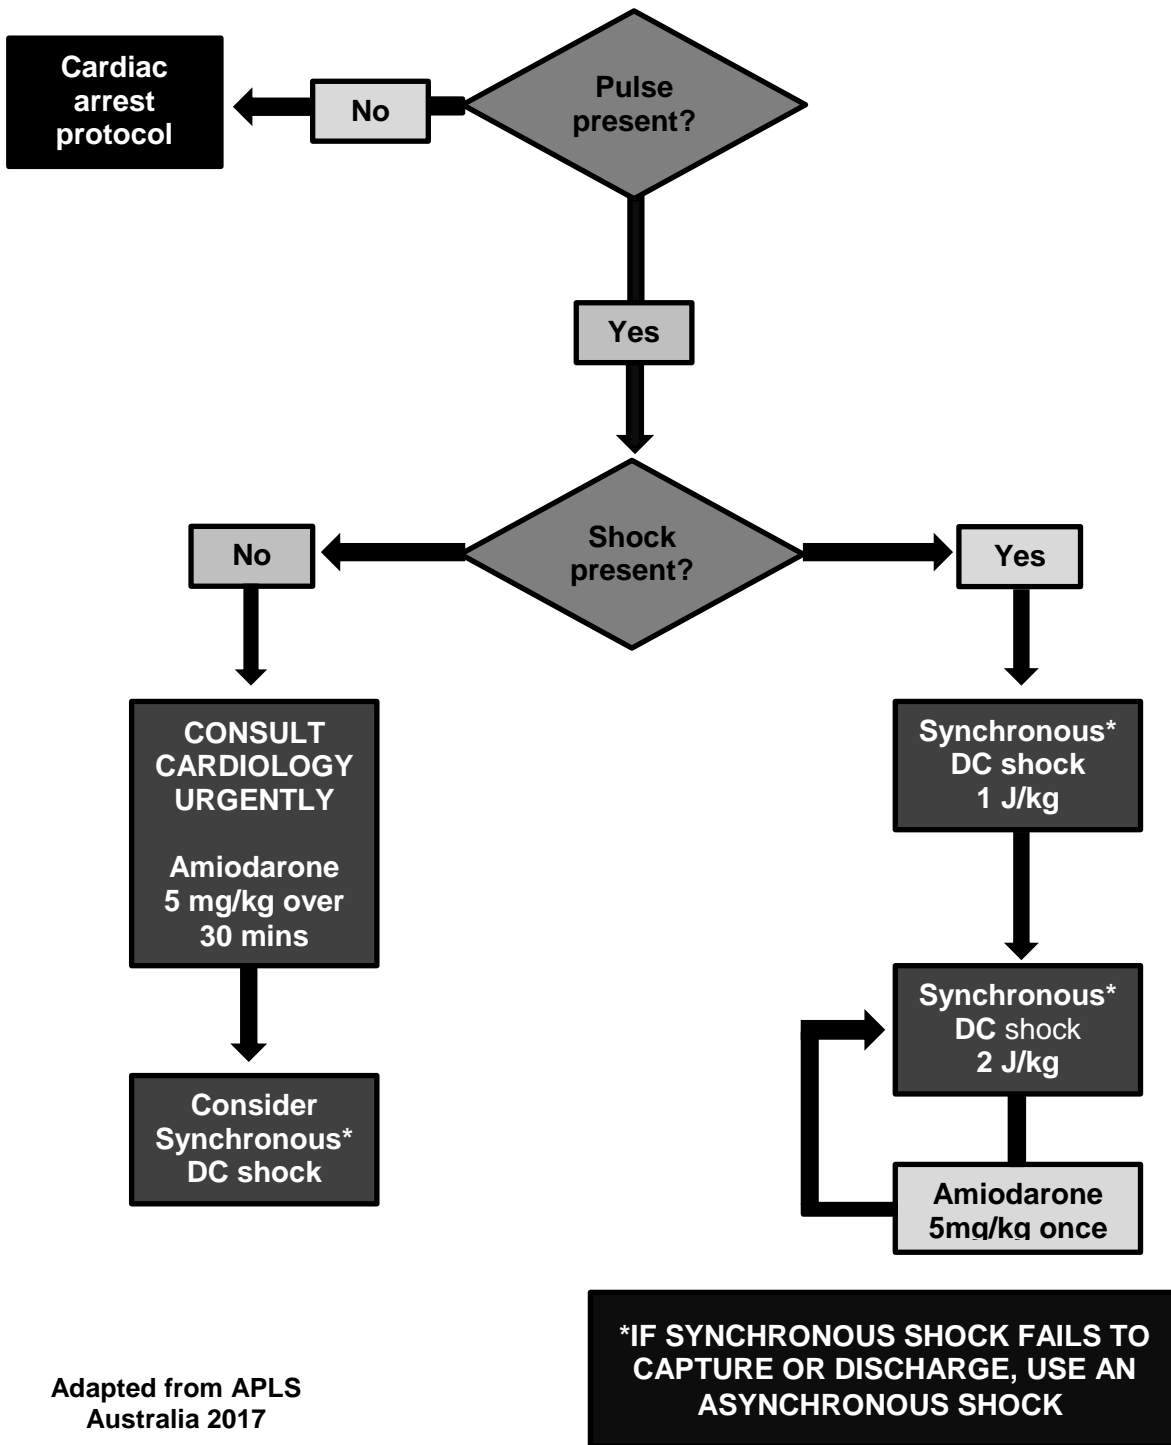 Pulse
present?
No
Cardiac
arrest
protocol
Yes
Shock
present?
No
Yes
CONSULT
CARDIOLOGY
URGENTLY
Amiodarone
5 mg/kg over
30 mins
Consider
Synchronous*
DC shock
Synchronous*
DC shock
1 J/kg
Synchronous*
DC shock
2 J/kg
Amiodarone
5mg/kg once
*IF SYNCHRONOUS SHOCK FAILS TO
CAPTURE OR DISCHARGE, USE AN
ASYNCHRONOUS SHOCK
Adapted from APLS
Australia 2017